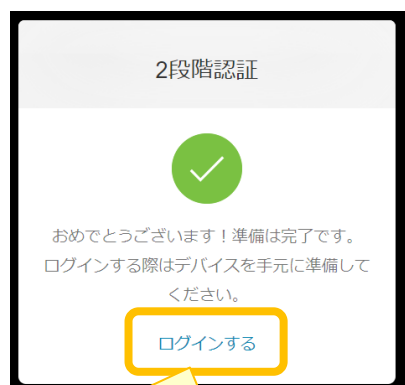 2段階認証
おめでとうございます！準備は完了です。
ログインする際はデバイスを手元に準備して
ください。
ログインする